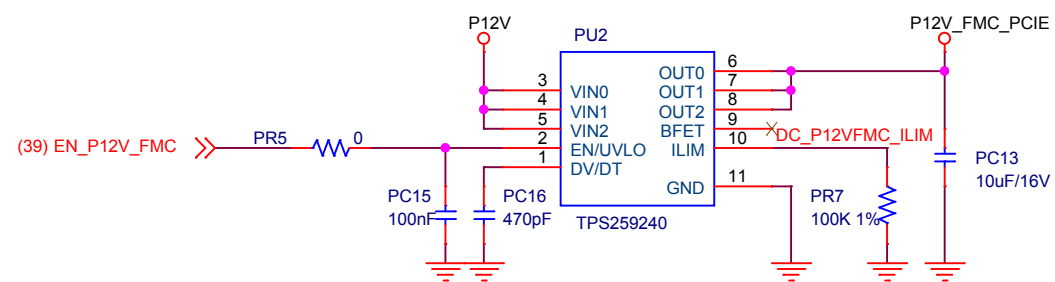 P12V
P12V_FMC_PCIE
PU2
3
4
5
2
1
VIN0
VIN1
VIN2
EN/UVLO
DV/DT
OUT0
OUT1
OUT2
BFET
ILIM
GND
6
7
8
9
10
11
TPS259240
(39) EN_P12V_FMC
PR5
0
DC_P12VFMC_ILIM
PC15
100nF
PC16
470pF
PR7
100K 1%
PC13
10uF/16V